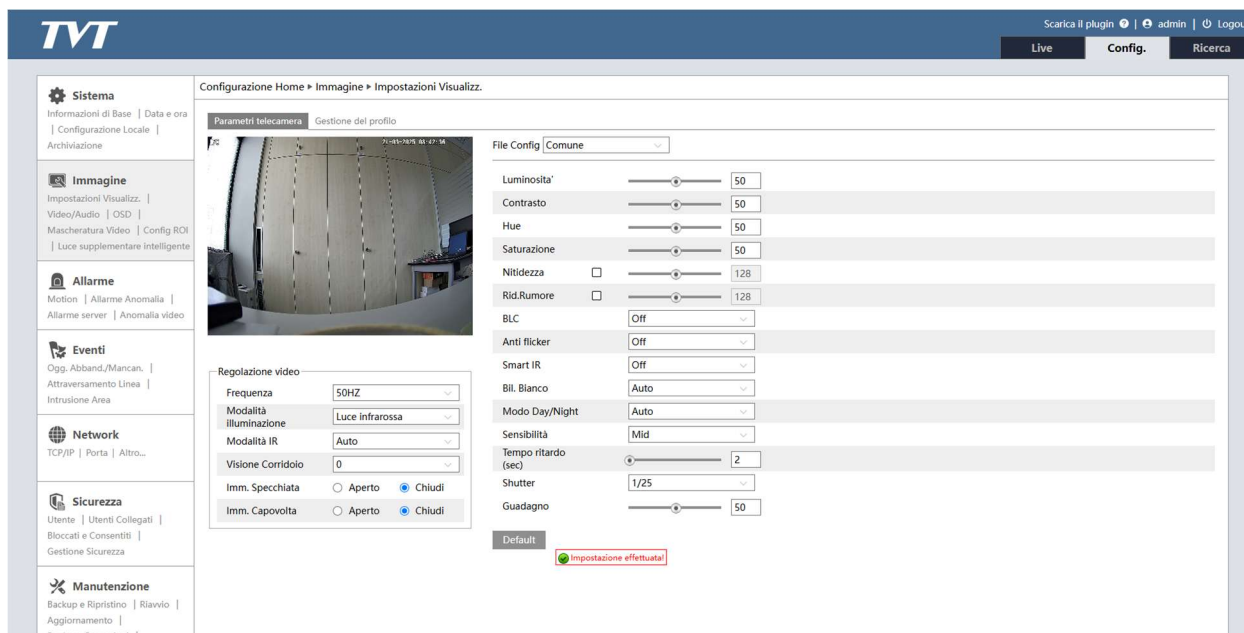 TVT
Scarica il plugin ? | admin | Logou
Live Config. Ricerca
Sistema
Informazioni di Base | Data e ora
| Configurazione Locale |
Archiviazione
Immagine
Impostazioni Visualizz. |
Video/Audio | OSD |
Mascheratura Video | Config ROI
| Luce supplementare intelligente
Allarme
Motion | Allarme Anomalia |
Allarme server | Anomalia video
Eventi
Ogg. Abband./Mancan. |
Attraversamento Linea |
Intrusione Area
Network
TCP/IP | Porta | Altro...
Sicurezza
Utente | Utenti Collegati |
Bloccati e Consentiti |
Gestione Sicurezza
Manutenzione
Backup e Ripristino | Riavvio |
Aggiornamento |
Configurazione Home ▸ Immagine ▸ Impostazioni Visualizz.
Parametri telecamera Gestione del profilo
Regolazione video
Frequenza 50HZ
Modalità
illuminazione Luce infrarossa
Modalità IR Auto
Visione Corridoio 0
Imm. Specchiata Aperto Chiudi
Imm. Capovolta Aperto Chiudi
File Config Comune
Luminosita' 50
Contrasto 50
Hue 50
Saturazione 50
Nitidezza 128
Rid.Rumore 128
BLC Off
Anti flicker Off
Smart IR Off
Bil. Bianco Auto
Modo Day/Night Auto
Sensibilità Mid
Tempo ritardo
(sec) 2
Shutter 1/25
Guadagno 50
Default
Impostazione effettuata!